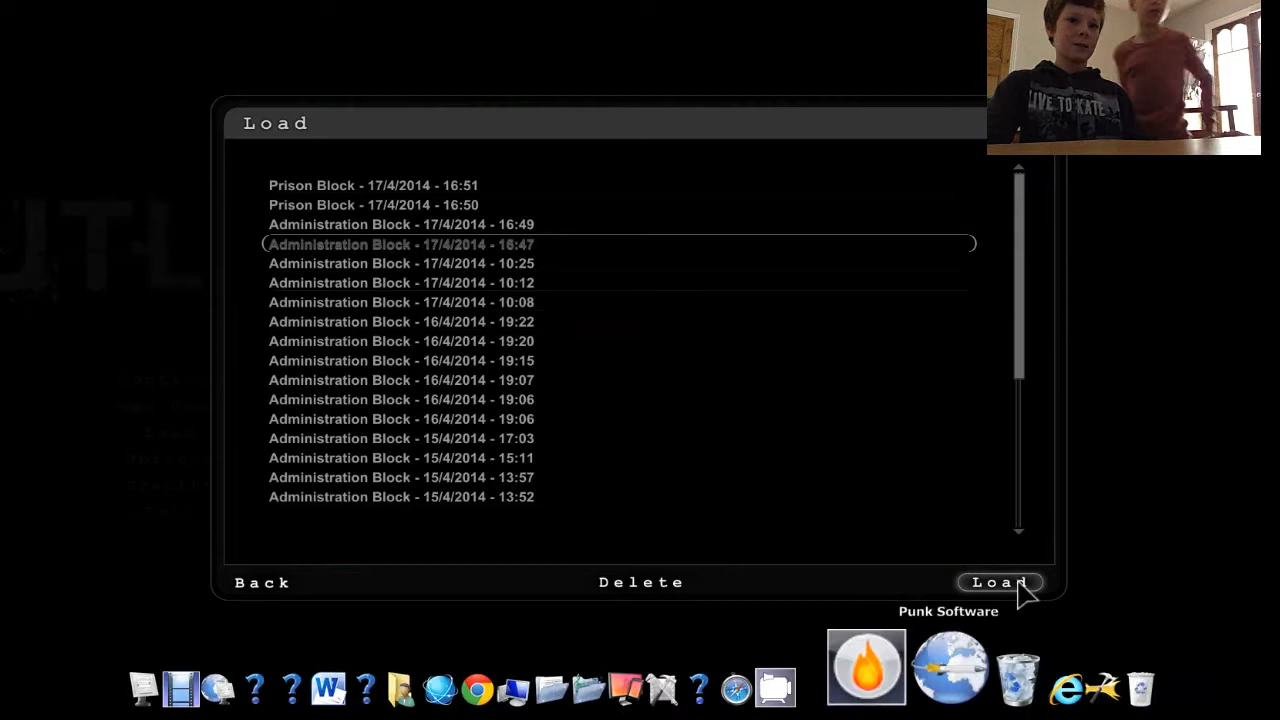 LIVE TO KATE
Load
Prison Block - 17/4/2014 - 16:51
Prison Block - 17/4/2014 - 16:50
Administration Block - 17/4/2014 - 16:49
Administration Block - 17/4/2014 - 16:47
Administration Block - 17/4/2014 - 10:25
Administration Block - 17/4/2014 - 10:12
Administration Block - 17/4/2014 - 10:08
Administration Block - 16/4/2014 - 19:22
Administration Block - 16/4/2014 - 19:20
Administration Block - 16/4/2014 - 19:15
Administration Block - 16/4/2014 - 19:07
Administration Block - 16/4/2014 - 19:06
Administration Block - 16/4/2014 - 19:06
Administration Block - 15/4/2014 - 17:03
Administration Block - 15/4/2014 - 15:11
Administration Block - 15/4/2014 - 13:57
Administration Block - 15/4/2014 - 13:52
Back Delete Load
Punk Software